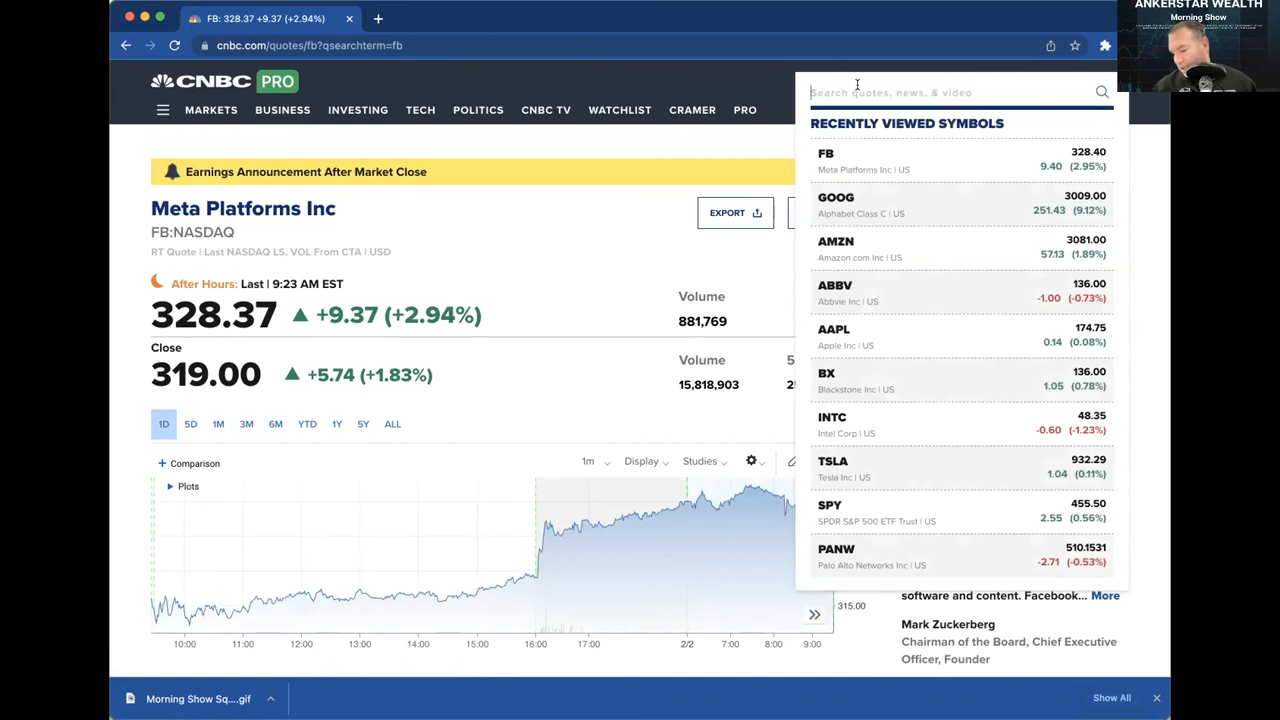 FB: 328.37 +9.37 (+2.94%)
cnbc.com/quotes/fb?qsearchterm=fb
ANKERSTAR WEALTH
Morning Show
CNBC PRO
MARKETS BUSINESS INVESTING TECH POLITICS CNBC TV WATCHLIST CRAMER PRO
Earnings Announcement After Market Close
Meta Platforms Inc
FB:NASDAQ
RT Quote | Last NASDAQ LS, VOL From CTA | USD
EXPORT
After Hours: Last | 9:23 AM EST
328.37 +9.37 (+2.94%)
Volume
881,769
Close
319.00 +5.74 (+1.83%)
Volume
15,818,903
1D 5D 1M 3M 6M YTD 1Y 5Y ALL
+ Comparison
1m Display Studies
Plots
315.00
10:00 11:00 12:00 13:00 14:00 15:00 16:00 17:00 2/2 7:00 8:00 9:00
Search quotes, news, & video
RECENTLY VIEWED SYMBOLS
FB 328.40
Meta Platforms Inc | US 9.40 (2.95%)
GOOG 3009.00
Alphabet Class C | US 251.43 (9.12%)
AMZN 3081.00
Amazon.com Inc | US 57.13 (1.89%)
ABBV 136.00
Abbvie Inc | US -1.00 (-0.73%)
AAPL 174.75
Apple Inc | US 0.14 (0.08%)
BX 136.00
Blackstone Inc | US 1.05 (0.78%)
INTC 48.35
Intel Corp | US -0.60 (-1.23%)
TSLA 932.29
Tesla Inc | US 1.04 (0.11%)
SPY 455.50
SPDR S&P 500 ETF Trust | US 2.55 (0.56%)
PANW 510.1531
Palo Alto Networks Inc | US -2.71 (-0.53%)
software and content. Facebook... More
Mark Zuckerberg
Chairman of the Board, Chief Executive
Officer, Founder
Morning Show Sq....gif
Show All